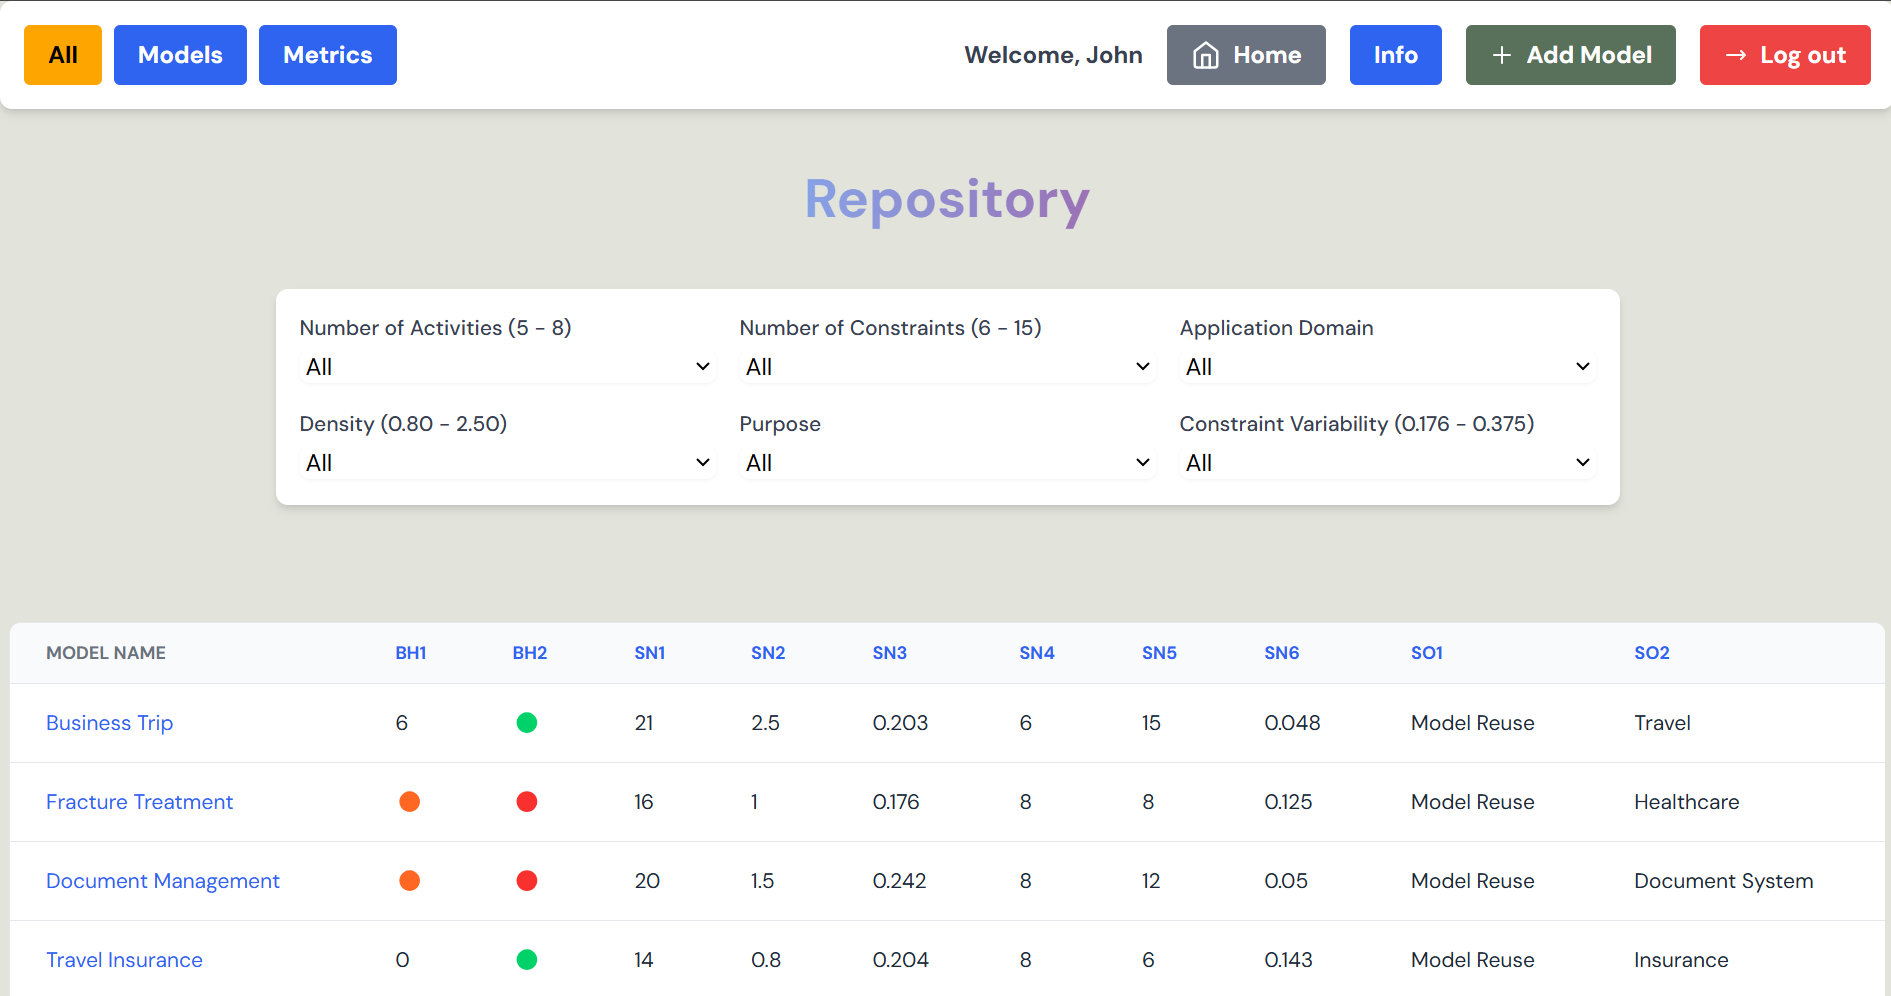 All Models Metrics Welcome, John Home Info + Add Model → Log out
Repository
Number of Activities (5 - 8) Number of Constraints (6 - 15) Application Domain
All All All
Density (0.80 - 2.50) Purpose Constraint Variability (0.176 - 0.375)
All All All
MODEL NAME BH1 BH2 SN1 SN2 SN3 SN4 SN5 SN6 SO1 SO2
Business Trip 6 21 2.5 0.203 6 15 0.048 Model Reuse Travel
Fracture Treatment 16 1 0.176 8 8 0.125 Model Reuse Healthcare
Document Management 20 1.5 0.242 8 12 0.05 Model Reuse Document System
Travel Insurance 0 14 0.8 0.204 8 6 0.143 Model Reuse Insurance